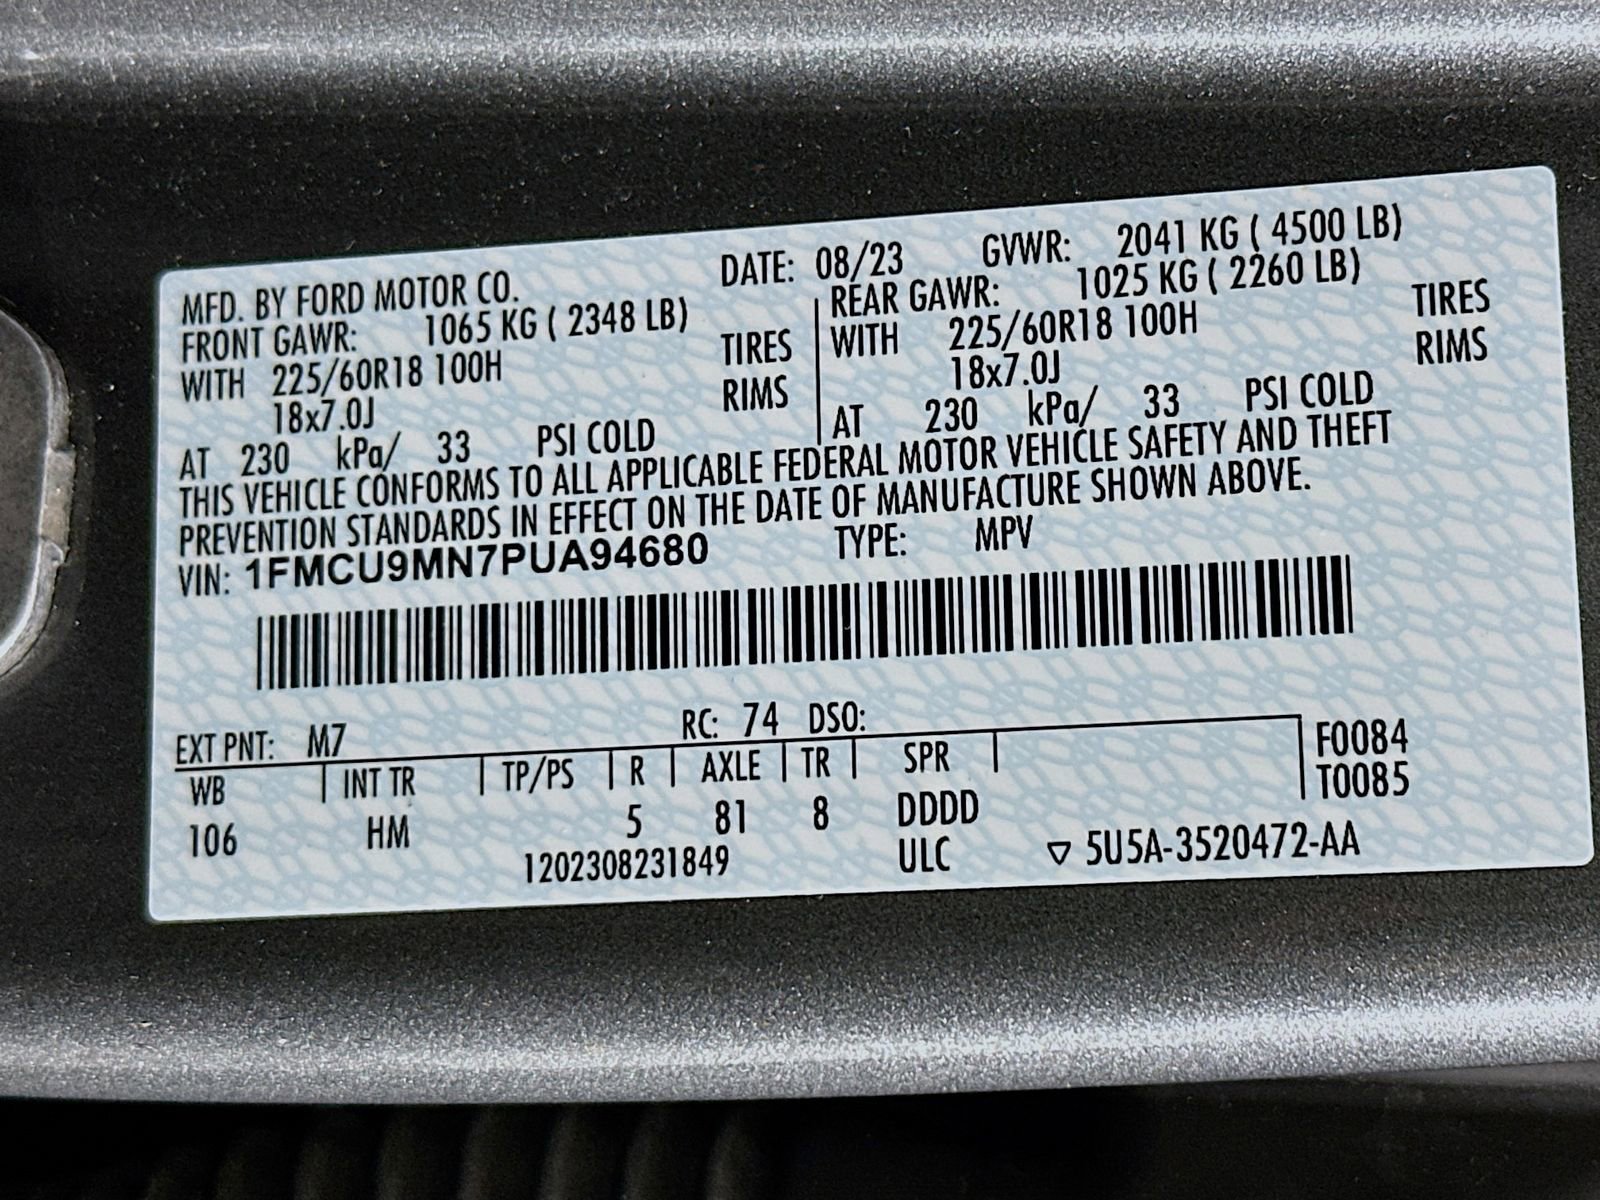 MFD. BY FORD MOTOR CO. DATE: 08/23 GVWR: 2041 KG ( 4500 LB)
FRONT GAWR: 1065 KG ( 2348 LB) REAR GAWR: 1025 KG ( 2260 LB)
WITH 225/60R18 100H TIRES WITH 225/60R18 100H TIRES
18x7.0J RIMS 18x7.0J RIMS
AT 230 kPa/ 33 PSI COLD AT 230 kPa/ 33 PSI COLD
THIS VEHICLE CONFORMS TO ALL APPLICABLE FEDERAL MOTOR VEHICLE SAFETY AND THEFT
PREVENTION STANDARDS IN EFFECT ON THE DATE OF MANUFACTURE SHOWN ABOVE.
VIN: 1FMCU9MN7PUA94680 TYPE: MPV
EXT PNT: M7 RC: 74 DSO:
WB INT TR TP/PS R AXLE TR SPR F0084
106 HM 5 81 8 DDDD T0085
1202308231849 ULC ▽ 5U5A-3520472-AA